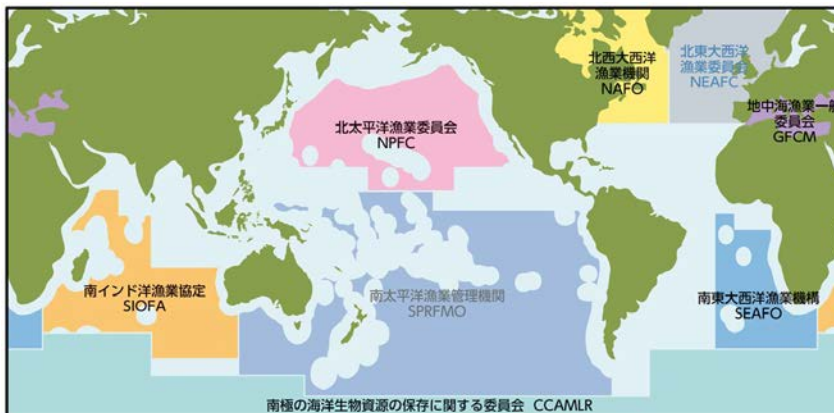 北西大西洋
漁業機関
NAFO
北東大西洋
漁業委員会
NEAFC
地中海漁業一般
委員会
GFCM
北太平洋漁業委員会
NPFC
南インド洋漁業協定
SIOFA
南太平洋漁業管理機関
SPRFMO
南東大西洋漁業機構
SEAFO
南極の海洋生物資源の保存に関する委員会 CCAMLR